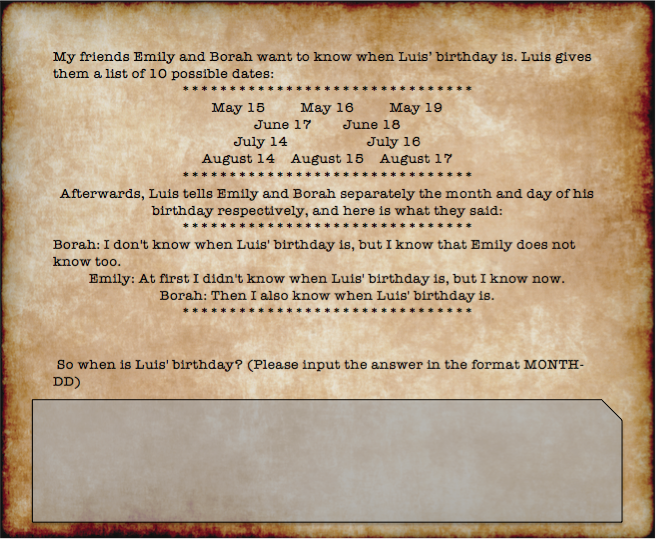 My friends Emily and Borah want to know when Luis' birthday is. Luis gives
them a list of 10 possible dates:
* * * * * * * * * * * * * * * * * * * * * * * * * * * * * *
May 15 May 16 May 19
June 17 June 18
July 14 July 16
August 14 August 15 August 17
* * * * * * * * * * * * * * * * * * * * * * * * * * * * * *
Afterwards, Luis tells Emily and Borah separately the month and day of his
birthday respectively, and here is what they said:
* * * * * * * * * * * * * * * * * * * * * * * * * * * * * *
Borah: I don't know when Luis' birthday is, but I know that Emily does not
know too.
Emily: At first I didn't know when Luis' birthday is, but I know now.
Borah: Then I also know when Luis' birthday is.
* * * * * * * * * * * * * * * * * * * * * * * * * * * * * *
So when is Luis' birthday? (Please input the answer in the format MONTH-
DD)